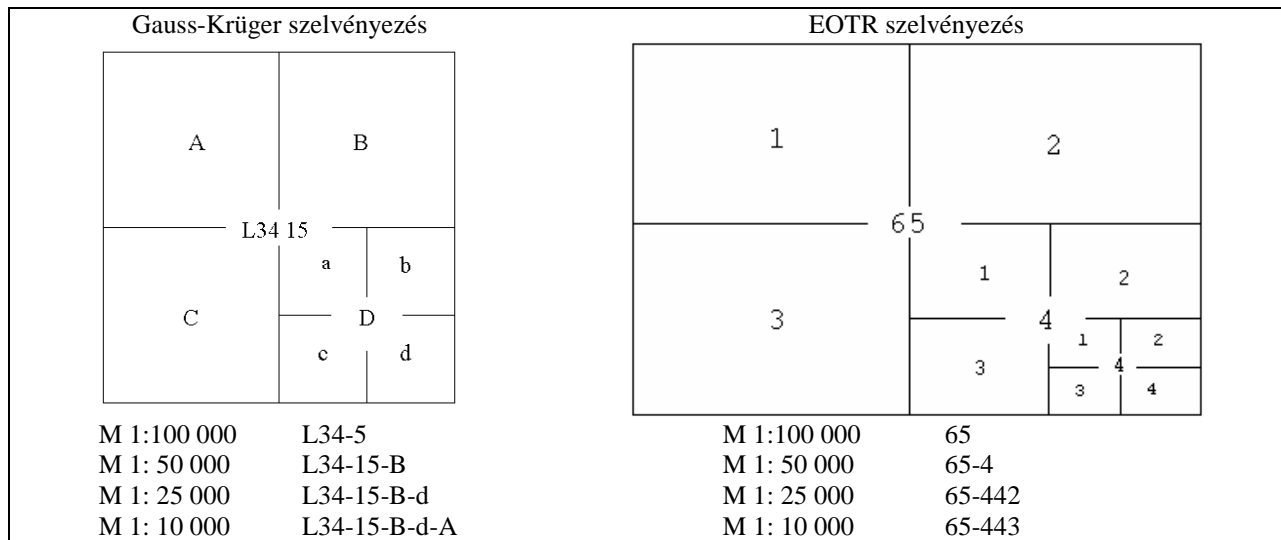 Gauss-Krüger szelvényezés
A
B
L34 15
a
b
C
D
c
d
M 1:100 000 L34-5
M 1: 50 000 L34-15-B
M 1: 25 000 L34-15-B-d
M 1: 10 000 L34-15-B-d-A
EOTR szelvényezés
1
2
65
1
2
3
4
1
2
3
4
3
4
M 1:100 000 65
M 1: 50 000 65-4
M 1: 25 000 65-442
M 1: 10 000 65-443